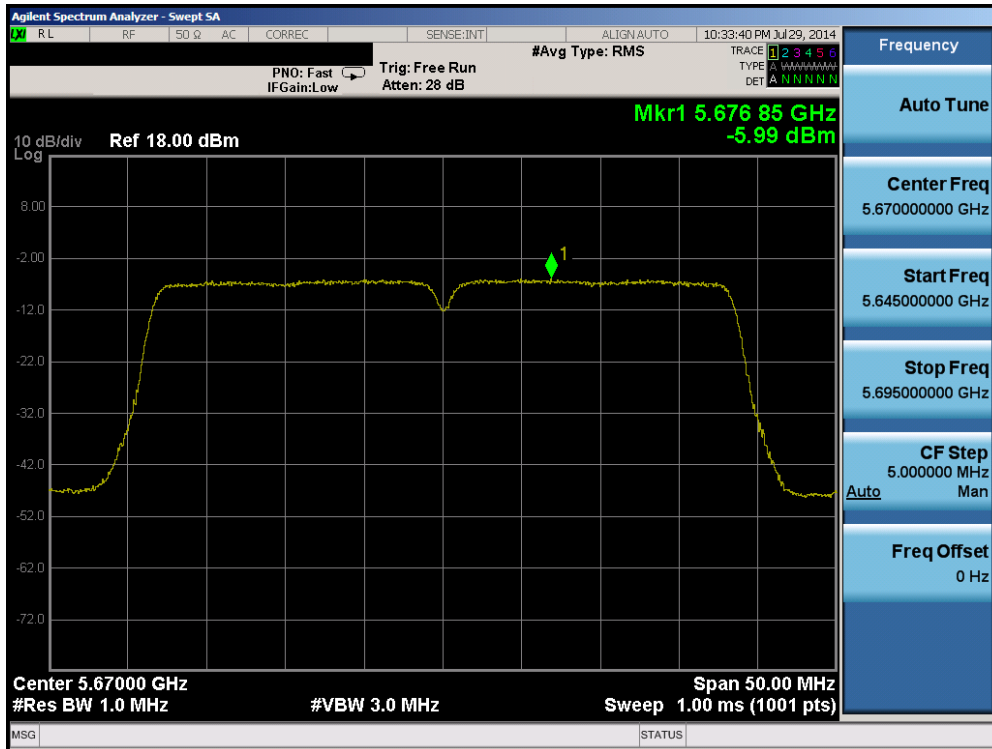 Agilent Spectrum Analyzer - Swept SA
LXI RL RF 50 Ω AC CORREC SENSE:INT ALIGN AUTO 10:33:40 PM Jul 29, 2014
#Avg Type: RMS
TRACE 1 2 3 4 5 6
TYPE A WWWWW
DET A N N N N N
PNO: Fast
IFGain:Low
Trig: Free Run
Atten: 28 dB
Mkr1 5.676 85 GHz
-5.99 dBm
10 dB/div Ref 18.00 dBm
Log
8.00
-2.00
-12.0
-22.0
-32.0
-42.0
-52.0
-62.0
-72.0
1
Center 5.67000 GHz Span 50.00 MHz
#Res BW 1.0 MHz #VBW 3.0 MHz Sweep 1.00 ms (1001 pts)
MSG STATUS
Frequency
Auto Tune
Center Freq
5.670000000 GHz
Start Freq
5.645000000 GHz
Stop Freq
5.695000000 GHz
CF Step
5.000000 MHz
Auto Man
Freq Offset
0 Hz